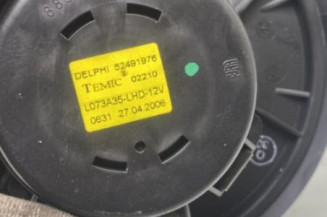 DELPHI 52491976
TEMIC® 02210
L073A35-LHD-12V
0631 27.04.2006